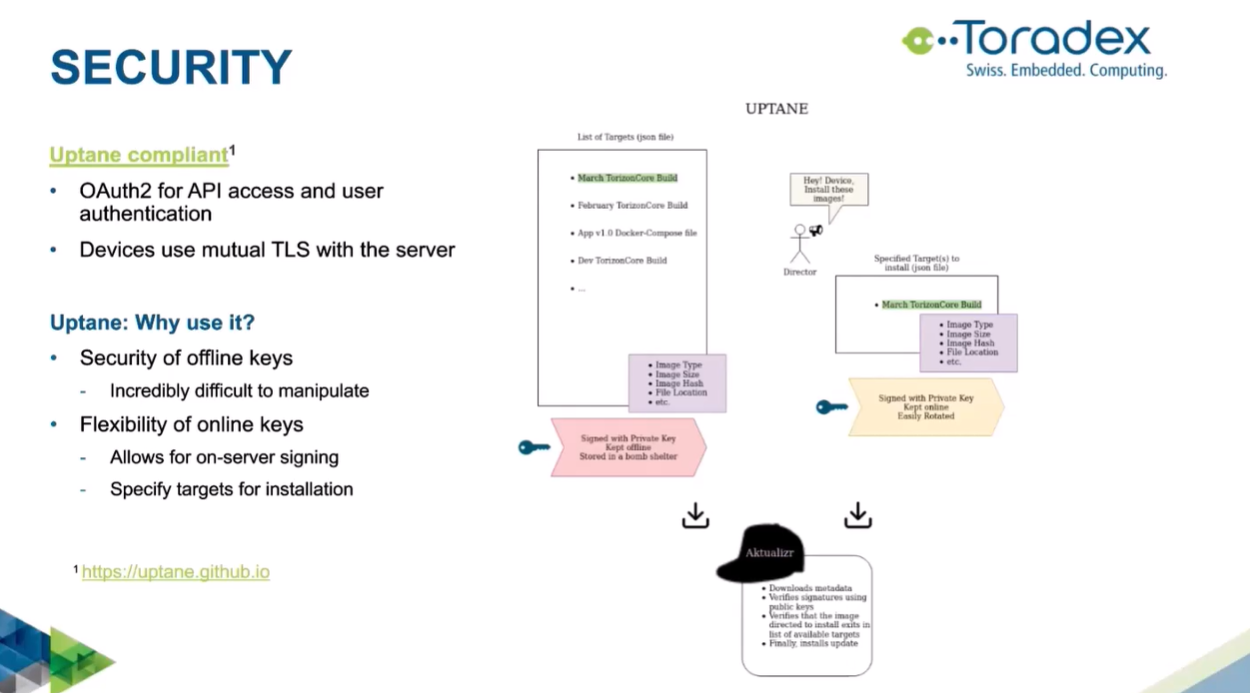 SECURITY
Toradex
Swiss. Embedded. Computing.
Uptane compliant¹
• OAuth2 for API access and user
authentication
• Devices use mutual TLS with the server
Uptane: Why use it?
• Security of offline keys
- Incredibly difficult to manipulate
• Flexibility of online keys
- Allows for on-server signing
- Specify targets for installation
¹ https://uptane.github.io
UPTANE
List of Targets (json file)
• March TorizonCore Build
• February TorizonCore Build
• App v1.0 Docker-Compose file
• Dev TorizonCore Build
• ...
• Image Type
• Image Size
• Image Hash
• File Location
• etc.
Signed with Private Key
Kept offline
Stored in a bomb shelter
Hey! Device,
Install these
images!
Director
Specified Target(s) to
install (json file)
• March TorizonCore Build
• Image Type
• Image Size
• Image Hash
• File Location
• etc.
Signed with Private Key
Kept online
Easily Rotated
Aktualizr
• Downloads metadata
• Verifies signatures using
public keys
• Verifies that the image
directed to install exits in
list of available targets
• Finally, installs update